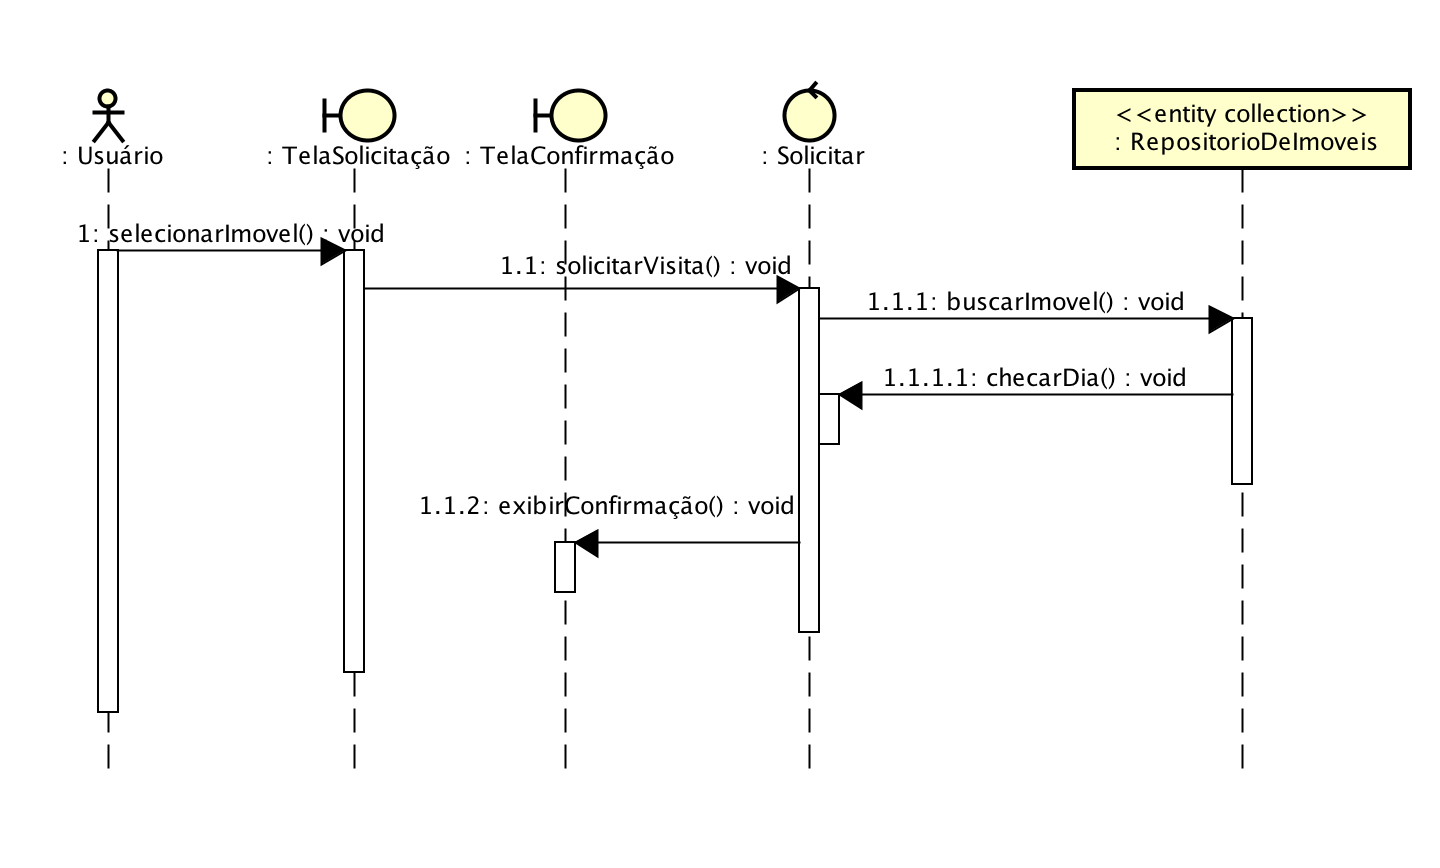 <<entity collection>>
: RepositorioDeImoveis
: Usuário
: TelaSolicitação
: TelaConfirmação
: Solicitar
1: selecionarImovel() : void
1.1: solicitarVisita() : void
1.1.1: buscarImovel() : void
1.1.1.1: checarDia() : void
1.1.2: exibirConfirmação() : void